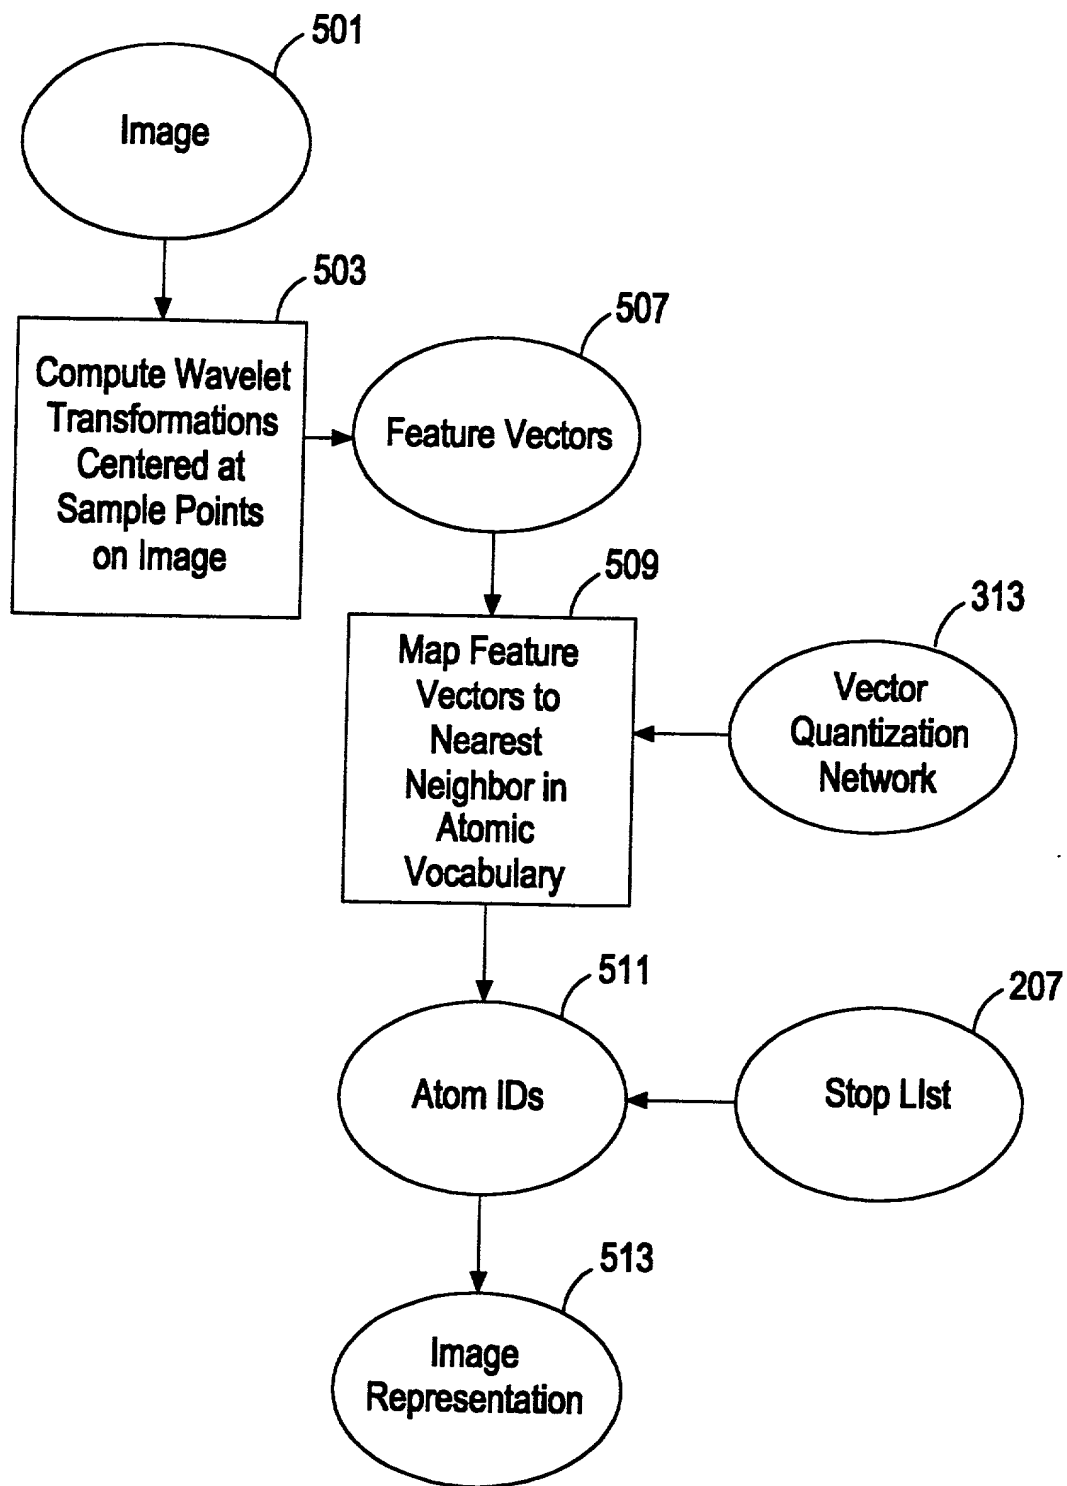 501
Image
503
Compute Wavelet
Transformations
Centered at
Sample Points
on Image
507
Feature Vectors
509
Map Feature
Vectors to
Nearest
Neighbor in
Atomic
Vocabulary
313
Vector
Quantization
Network
511
Atom IDs
207
Stop LIst
513
Image
Representation